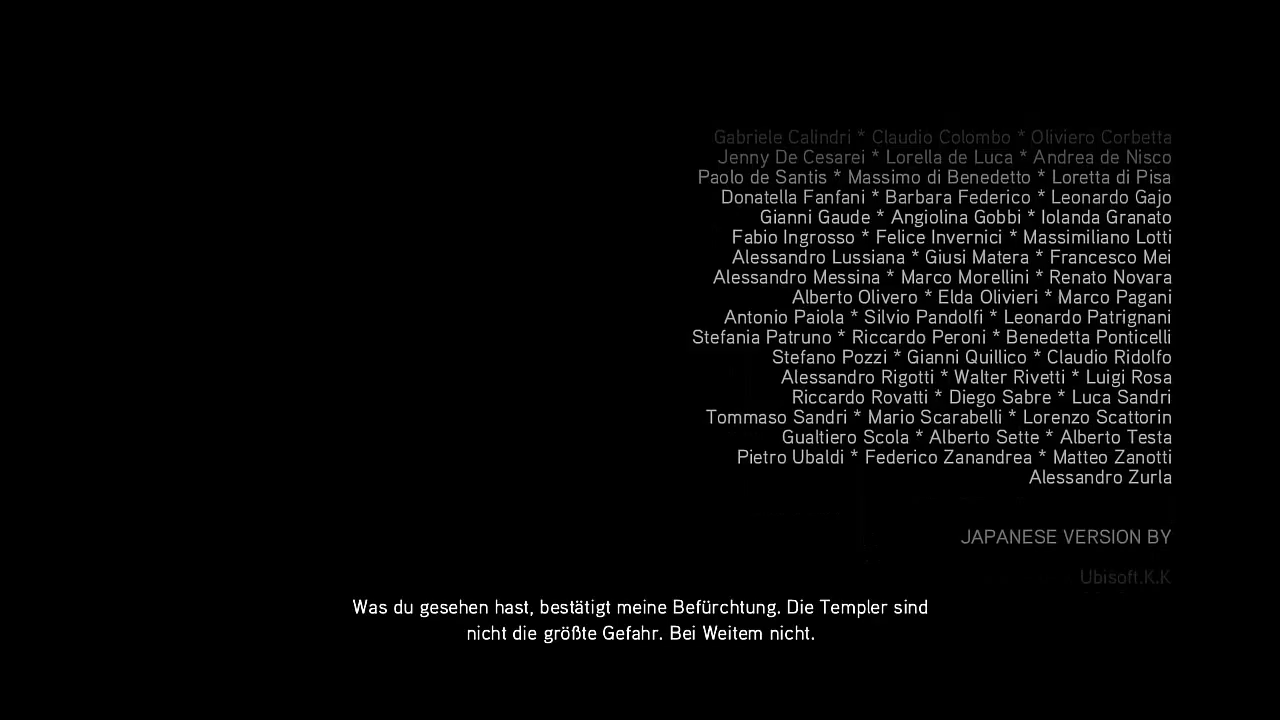 Gabriele Calindri * Claudio Colombo * Oliviero Corbetta
Jenny De Cesarei * Lorella de Luca * Andrea de Nisco
Paolo de Santis * Massimo di Benedetto * Loretta di Pisa
Donatella Fanfani * Barbara Federico * Leonardo Gajo
Gianni Gaude * Angiolina Gobbi * Iolanda Granato
Fabio Ingrosso * Felice Invernici * Massimiliano Lotti
Alessandro Lussiana * Giusi Matera * Francesco Mei
Alessandro Messina * Marco Morellini * Renato Novara
Alberto Olivero * Elda Olivieri * Marco Pagani
Antonio Paiola * Silvio Pandolfi * Leonardo Patrignani
Stefania Patruno * Riccardo Peroni * Benedetta Ponticelli
Stefano Pozzi * Gianni Quillico * Claudio Ridolfo
Alessandro Rigotti * Walter Rivetti * Luigi Rosa
Riccardo Rovatti * Diego Sabre * Luca Sandri
Tommaso Sandri * Mario Scarabelli * Lorenzo Scattorin
Gualtiero Scola * Alberto Sette * Alberto Testa
Pietro Ubaldi * Federico Zanandrea * Matteo Zanotti
Alessandro Zurla
JAPANESE VERSION BY
Ubisoft.K.K
Was du gesehen hast, bestätigt meine Befürchtung. Die Templer sind
nicht die größte Gefahr. Bei Weitem nicht.